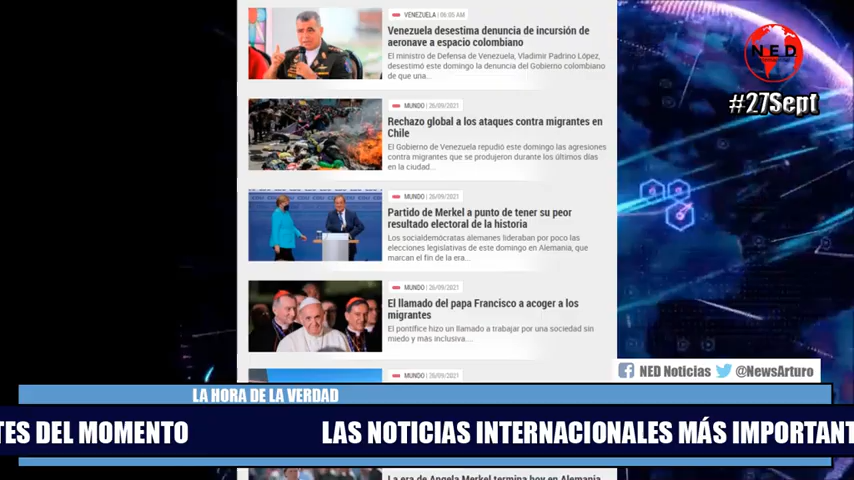 VENEZUELA | 06:05 AM
Venezuela desestima denuncia de incursión de
aeronave a espacio colombiano
El ministro de Defensa de Venezuela, Vladimir Padrino López,
desestimó este domingo la denuncia del Gobierno colombiano
de que una...
MUNDO | 26/09/2021
Rechazo global a los ataques contra migrantes en
Chile
El Gobierno de Venezuela repudió este domingo las agresiones
contra migrantes que se produjeron durante los últimos días
en la ciudad...
MUNDO | 26/09/2021
Partido de Merkel a punto de tener su peor
resultado electoral de la historia
Los socialdemócratas alemanes lideraban por poco las
elecciones legislativas de este domingo en Alemania, que
marcan el fin de la era...
MUNDO | 26/09/2021
El llamado del papa Francisco a acoger a los
migrantes
El pontífice hizo un llamado a trabajar por una sociedad sin
miedo y más inclusiva....
MUNDO | 26/09/2021
N.E.D.
#27Sept
NED Noticias @NewsArturo
LA HORA DE LA VERDAD
TES DEL MOMENTO LAS NOTICIAS INTERNACIONALES MÁS IMPORTANT
La era de Angela Merkel termina hoy en Alemania